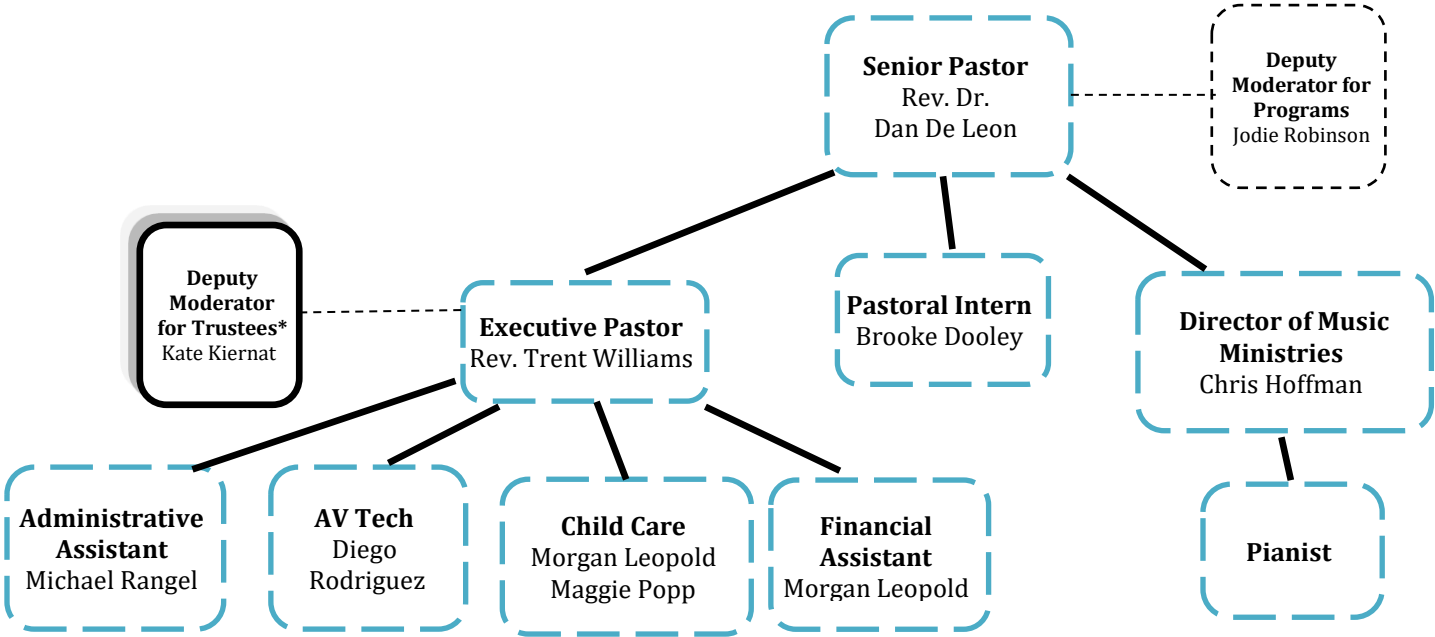 Senior Pastor
Rev. Dr.
Dan De Leon
Deputy
Moderator for
Programs
Jodie Robinson
Deputy
Moderator
for Trustees*
Kate Kiernat
Executive Pastor
Rev. Trent Williams
Pastoral Intern
Brooke Dooley
Director of Music
Ministries
Chris Hoffman
Administrative
Assistant
Michael Rangel
AV Tech
Diego
Rodriguez
Child Care
Morgan Leopold
Maggie Popp
Financial
Assistant
Morgan Leopold
Pianist